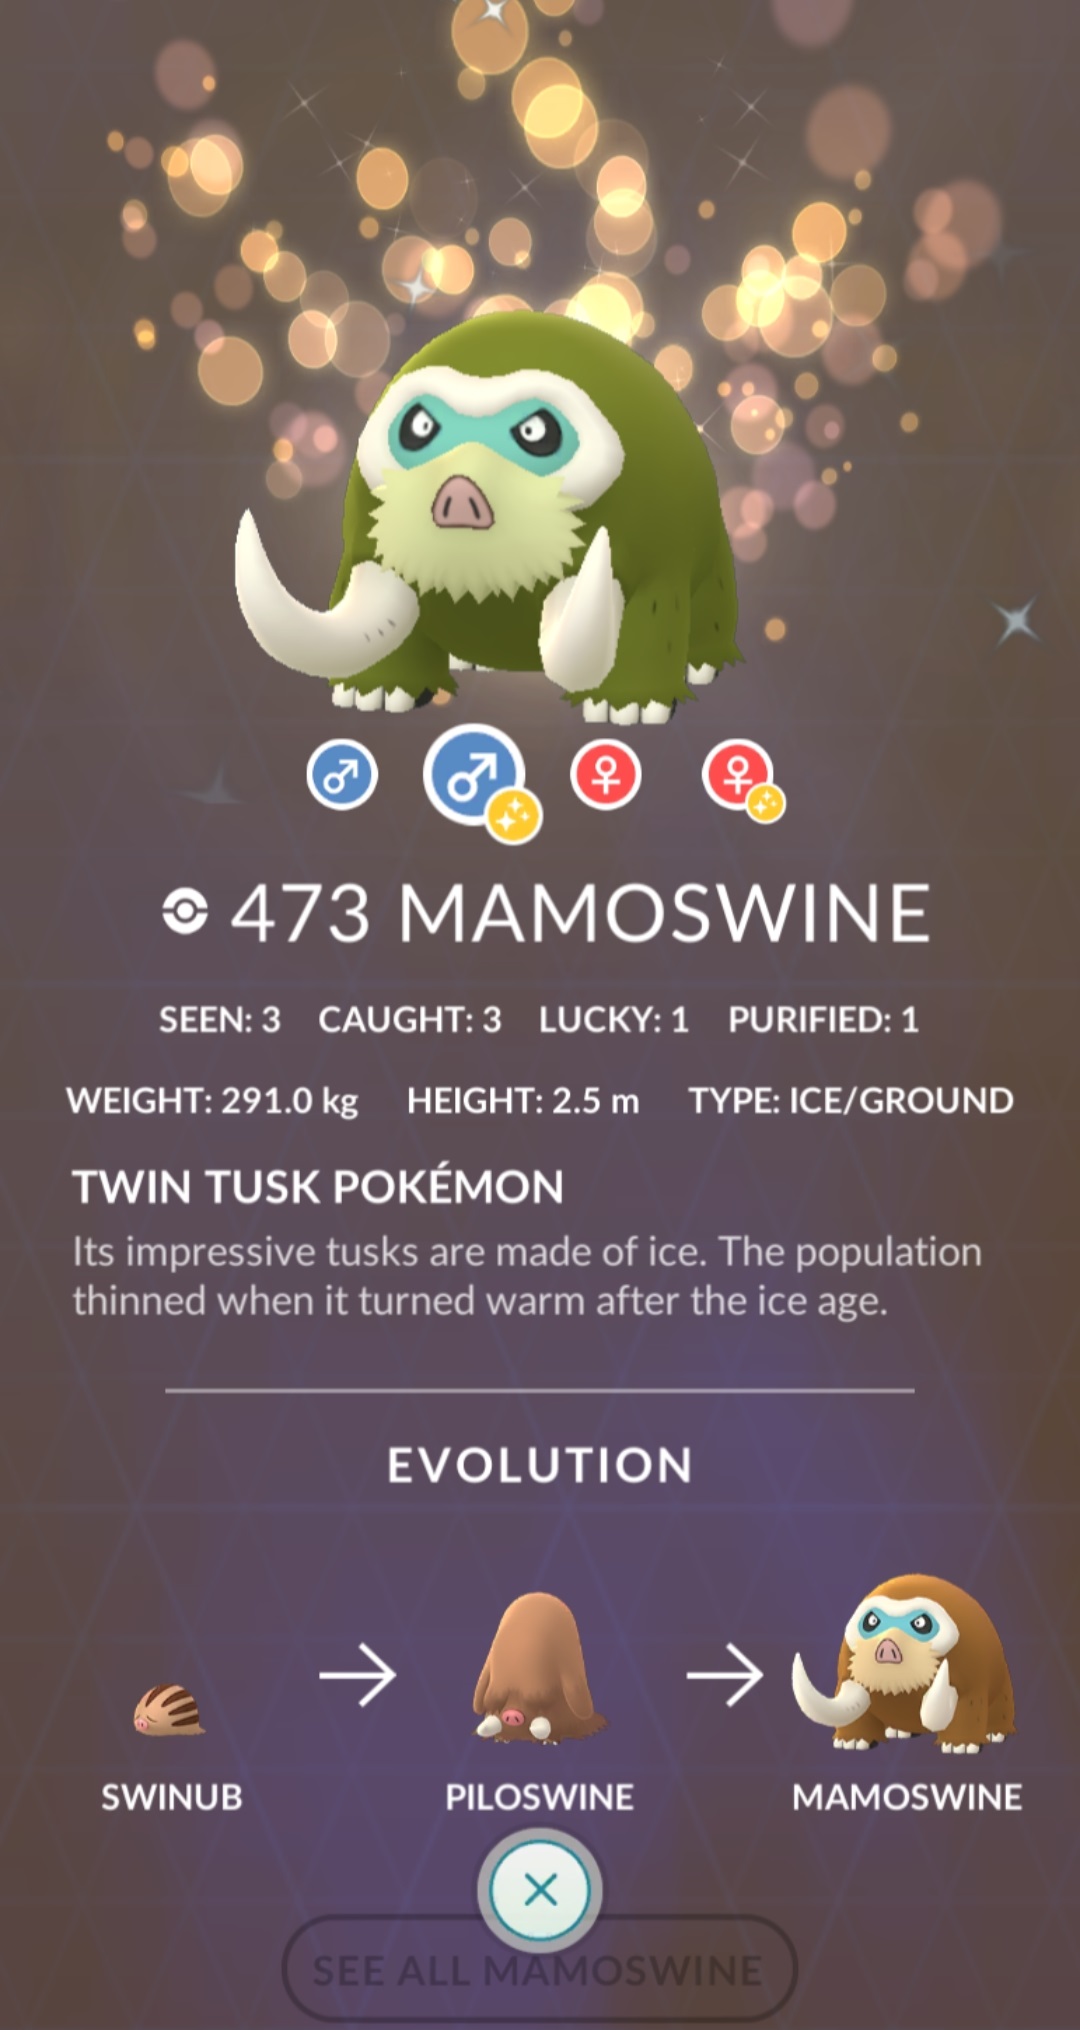 473 MAMOSWINE
SEEN: 3 CAUGHT: 3 LUCKY: 1 PURIFIED: 1
WEIGHT: 291.0 kg HEIGHT: 2.5 m TYPE: ICE/GROUND
TWIN TUSK POKÉMON
Its impressive tusks are made of ice. The population
thinned when it turned warm after the ice age.
EVOLUTION
SWINUB PILOSWINE MAMOSWINE
SEE ALL MAMOSWINE